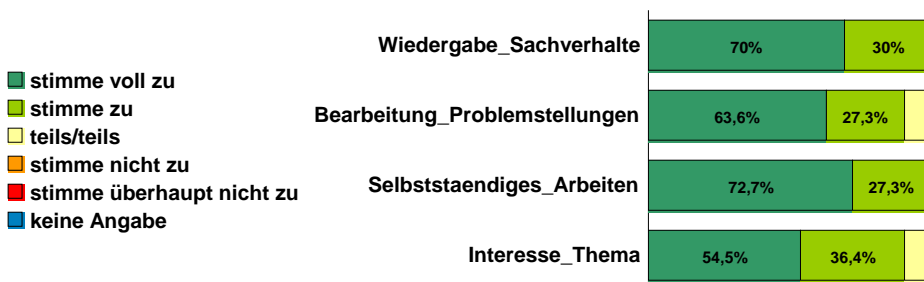 stimme voll zu
stimme zu
teils/teils
stimme nicht zu
stimme überhaupt nicht zu
keine Angabe
Wiedergabe_Sachverhalte
70% 30%
Bearbeitung_Problemstellungen
63,6% 27,3%
Selbststaendiges_Arbeiten
72,7% 27,3%
Interesse_Thema
54,5% 36,4%